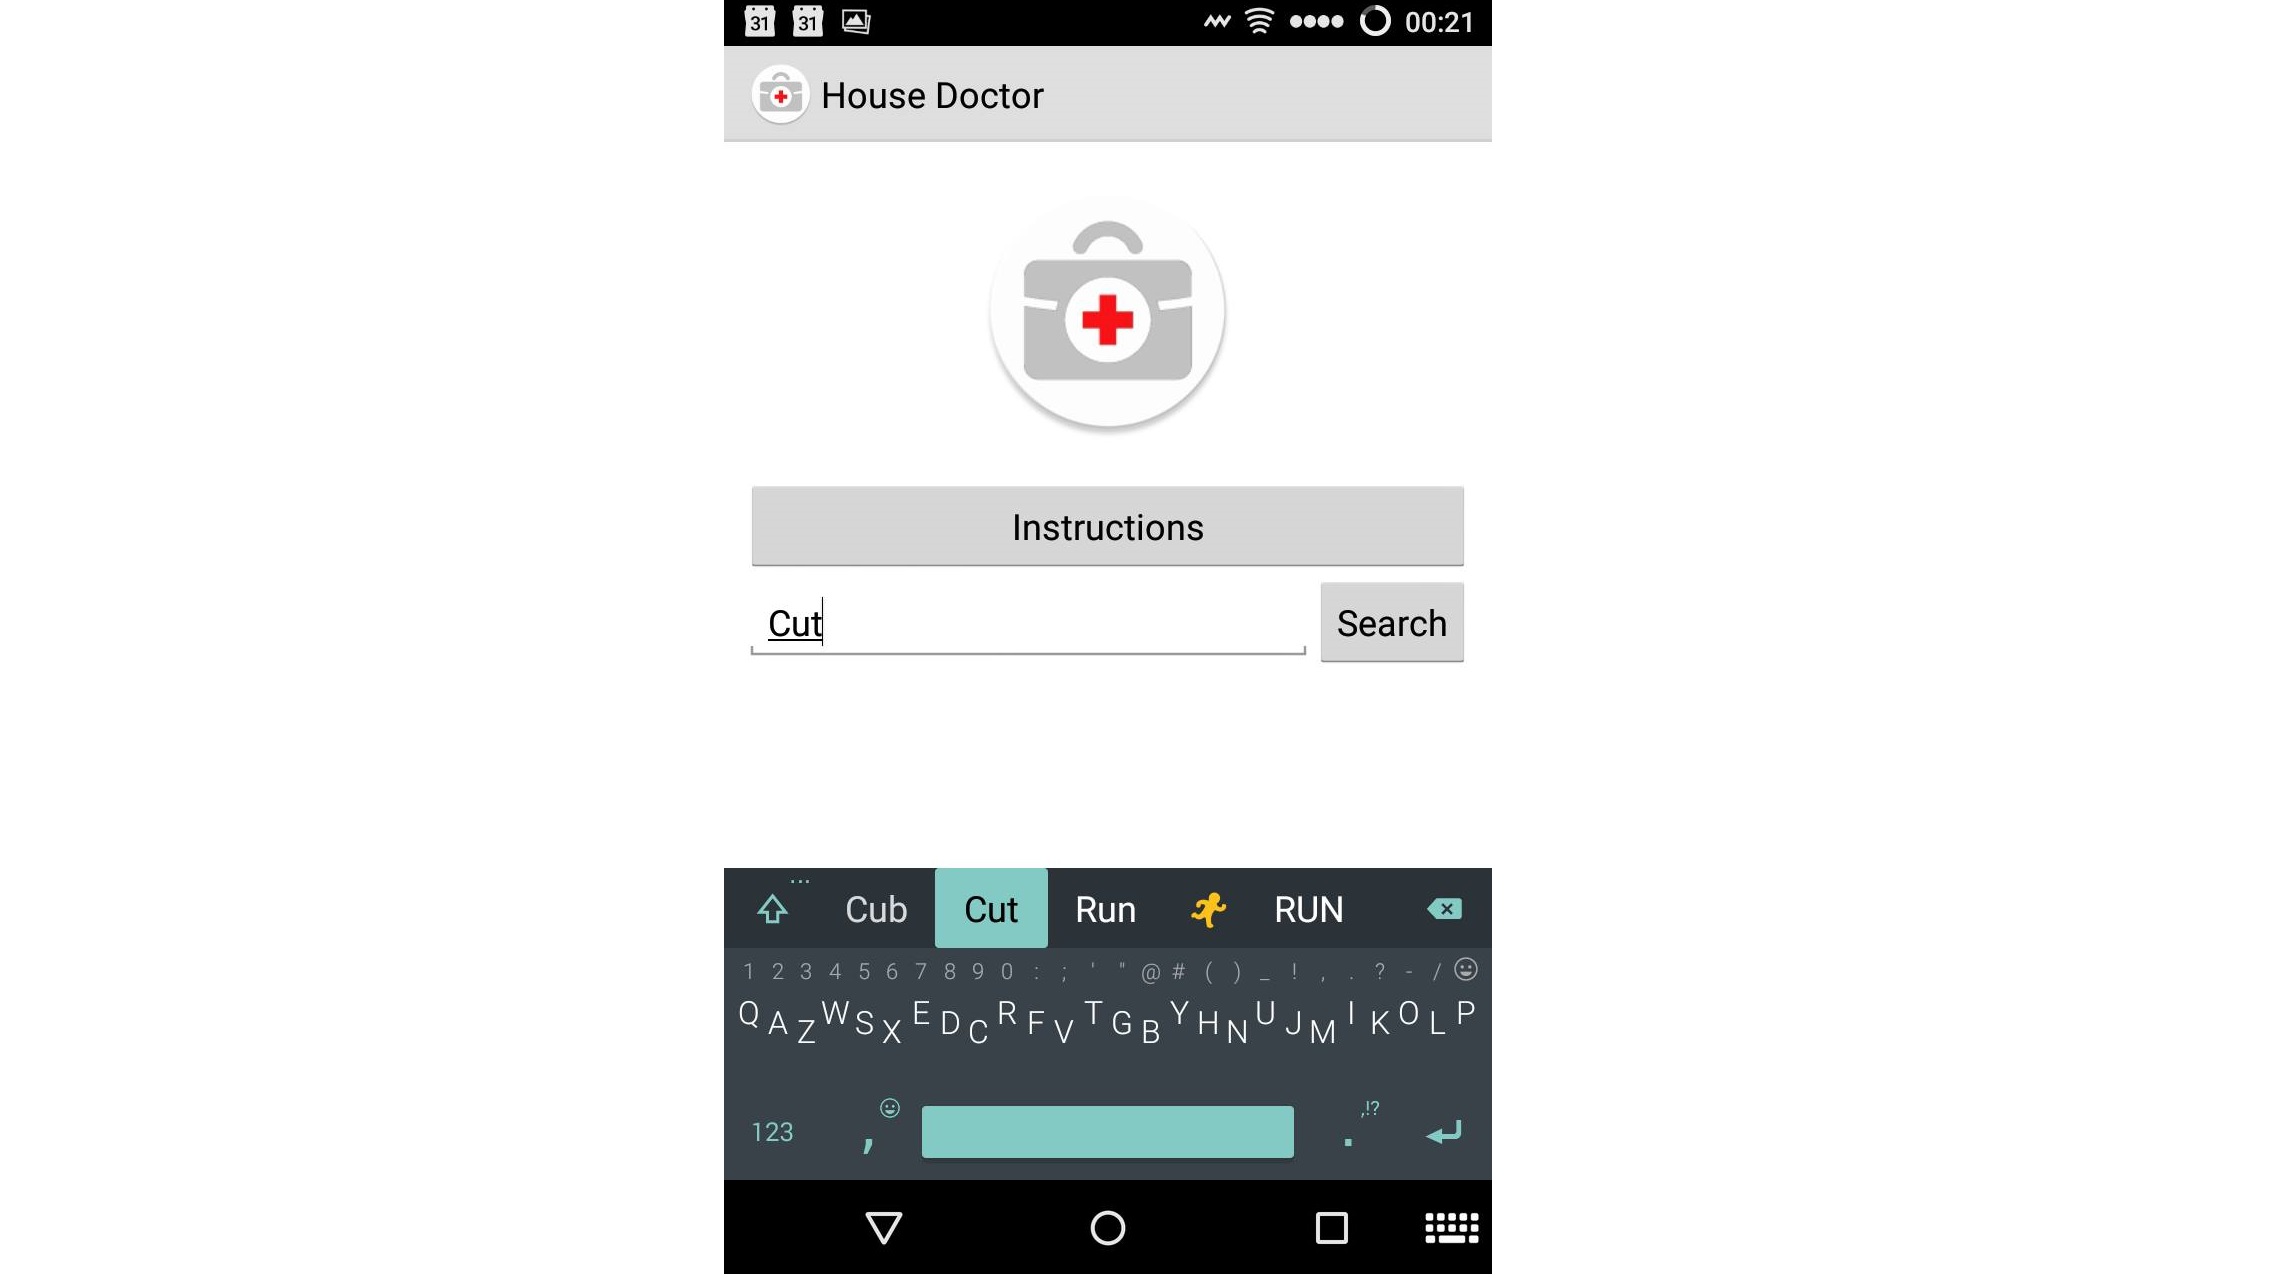 31 31 00:21
House Doctor
Instructions
Cut Search
... Cub Cut Run RUN
1 2 3 4 5 6 7 8 9 0 : ; ' " @ # ( ) _ ! , . ? - /
Q A Z W S X E D C R F V T G B Y H N U J M I K O L P
123 , . ,!?